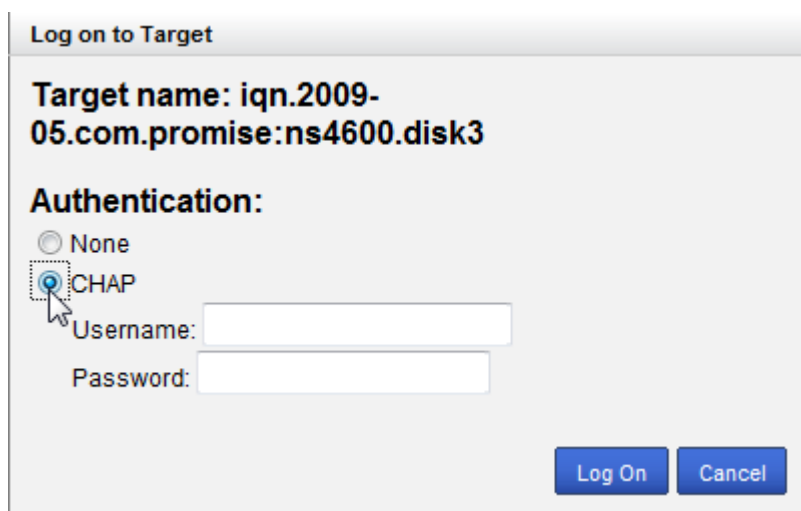 Log on to Target
Target name: iqn.2009-
05.com.promise:ns4600.disk3
Authentication:
None
CHAP
Username:
Password:
Log On Cancel